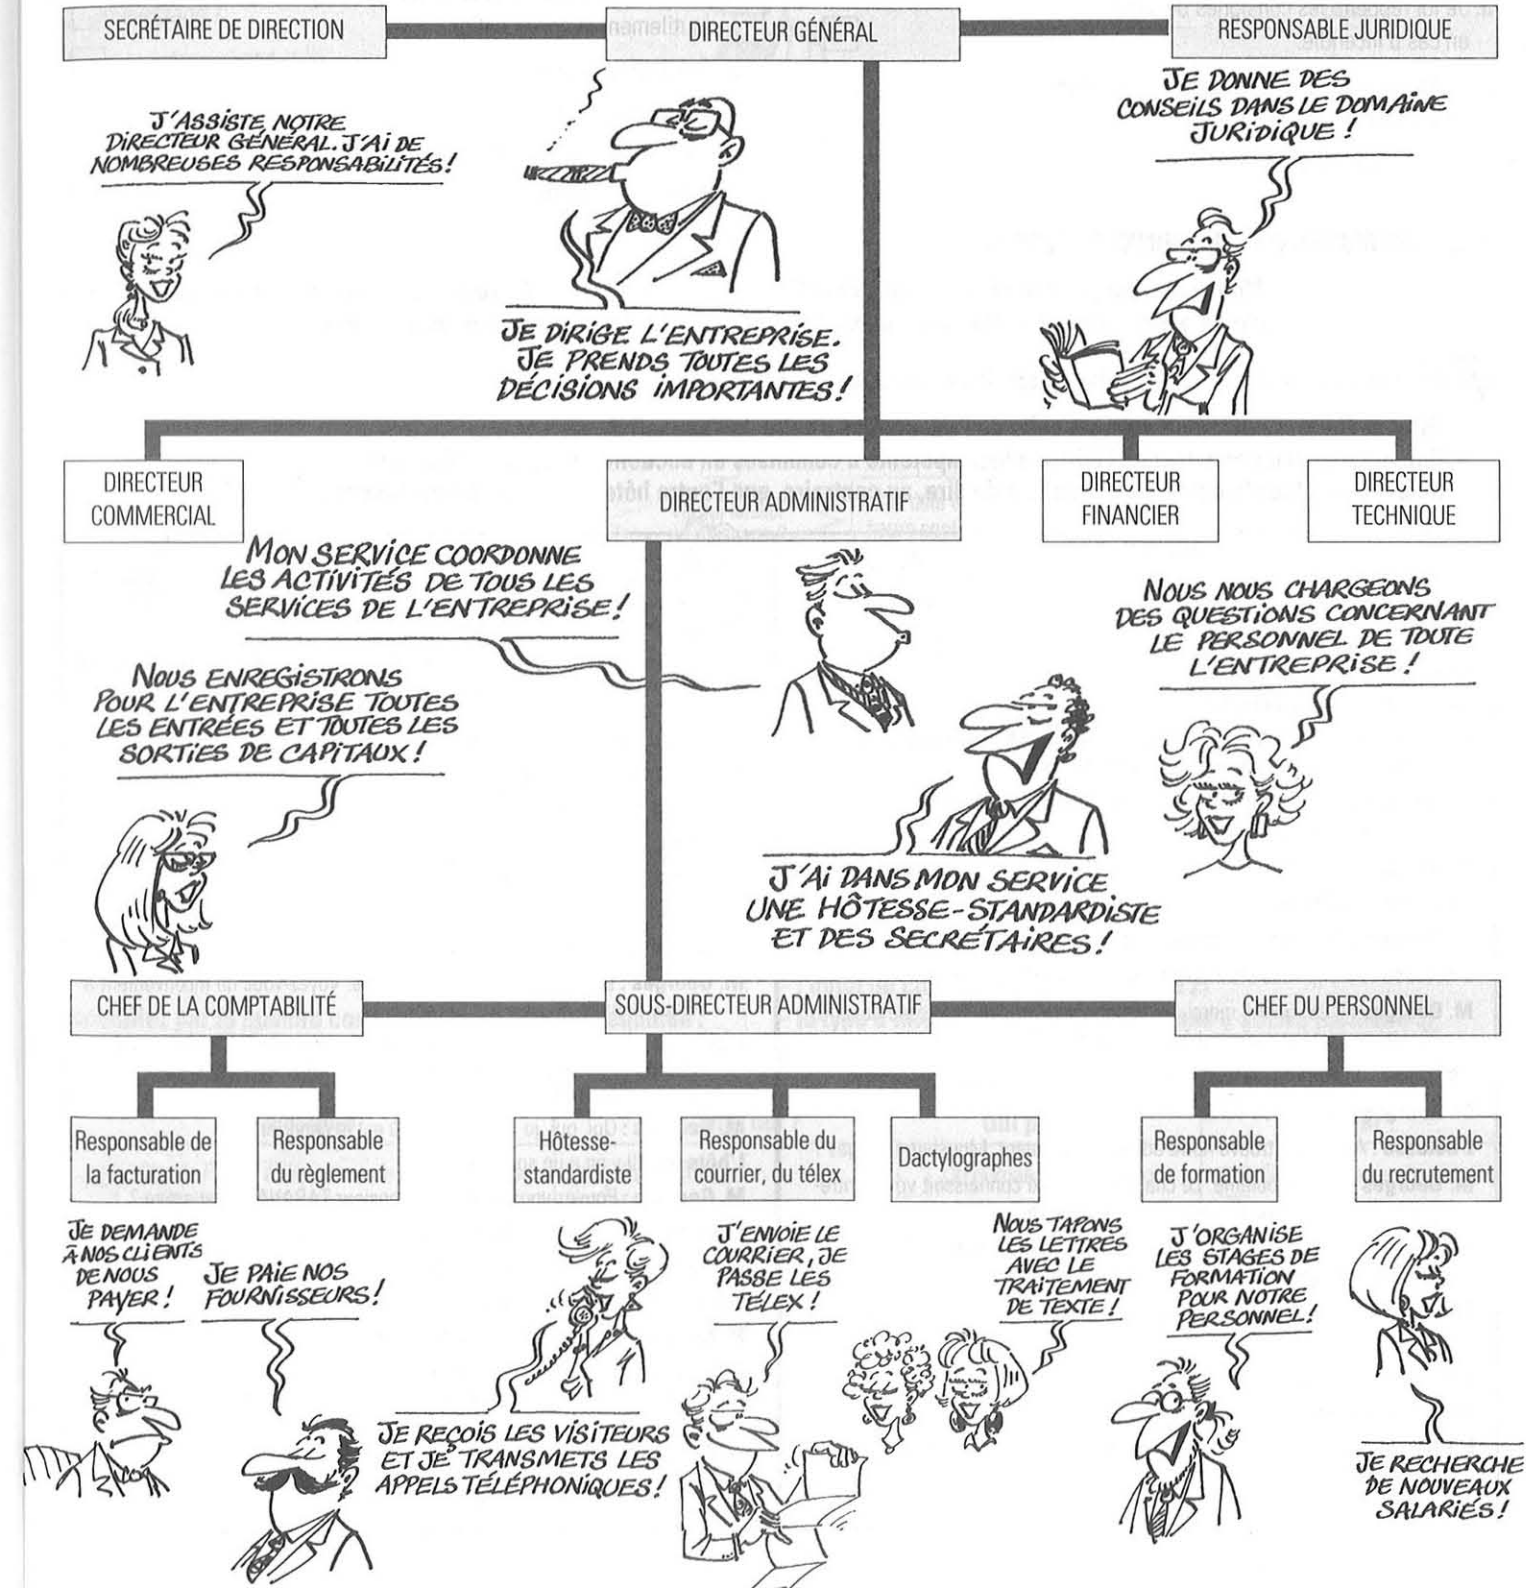 SECRÉTAIRE DE DIRECTION
DIRECTEUR GÉNÉRAL
RESPONSABLE JURIDIQUE
J'ASSISTE NOTRE
DIRECTEUR GÉNÉRAL. J'AI DE
NOMBREUSES RESPONSABILITÉS!
JE DIRIGE L'ENTREPRISE.
JE PRENDS TOUTES LES
DÉCISIONS IMPORTANTES!
JE DONNE DES
CONSEILS DANS LE DOMAINE
JURIDIQUE!
DIRECTEUR
COMMERCIAL
DIRECTEUR ADMINISTRATIF
DIRECTEUR
FINANCIER
DIRECTEUR
TECHNIQUE
MON SERVICE COORDONNE
LES ACTIVITÉS DE TOUS LES
SERVICES DE L'ENTREPRISE!
NOUS ENREGISTRONS
POUR L'ENTREPRISE TOUTES
LES ENTRÉES ET TOUTES LES
SORTIES DE CAPITAUX!
J'AI DANS MON SERVICE
UNE HÔTESSE-STANDARDISTE
ET DES SECRÉTAIRES!
NOUS NOUS CHARGEONS
DES QUESTIONS CONCERNANT
LE PERSONNEL DE TOUTE
L'ENTREPRISE!
CHEF DE LA COMPTABILITÉ
SOUS-DIRECTEUR ADMINISTRATIF
CHEF DU PERSONNEL
Responsable de
la facturation
Responsable
du règlement
Hôtesse-
standardiste
Responsable du
courrier, du télex
Dactylographes
Responsable
de formation
Responsable
du recrutement
JE DEMANDE
À NOS CLIENTS
DE NOUS
PAYER!
JE PAIE NOS
FOURNISSEURS!
JE REÇOIS LES VISITEURS
ET JE TRANSMETS LES
APPELS TÉLÉPHONIQUES!
J'ENVOIE LE
COURRIER, JE
PASSE LES
TÉLEX!
NOUS TAPONS
LES LETTRES
AVEC LE
TRAITEMENT
DE TEXTE!
J'ORGANISE
LES STAGES DE
FORMATION
POUR NOTRE
PERSONNEL!
JE RECHERCHE
DE NOUVEAUX
SALARIÉS!